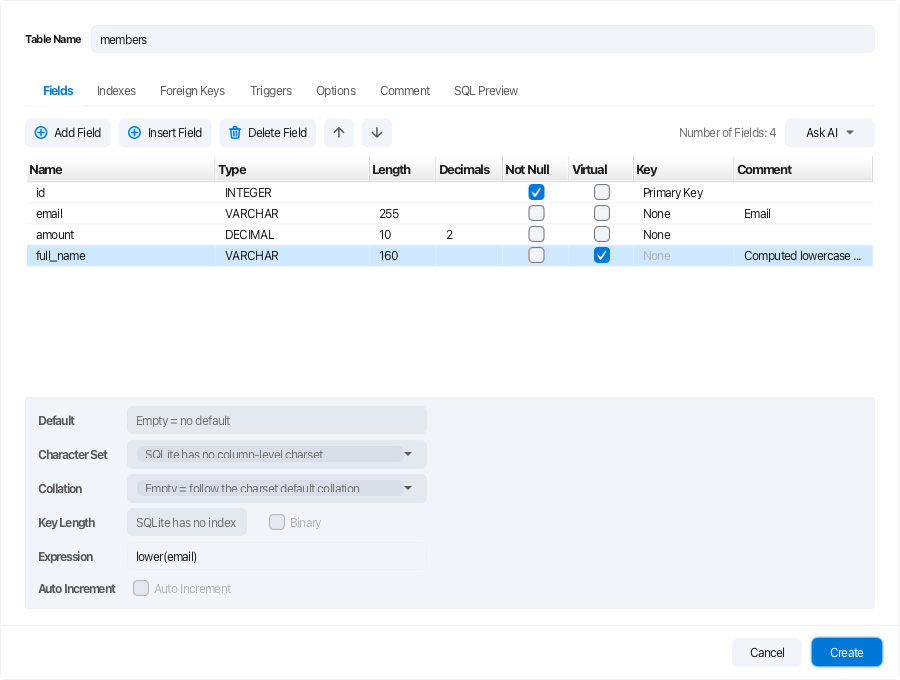 Table Name members
Fields Indexes Foreign Keys Triggers Options Comment SQL Preview
Add Field Insert Field Delete Field Number of Fields: 4 Ask AI
Name Type Length Decimals Not Null Virtual Key Comment
id INTEGER Primary Key
email VARCHAR 255 None Email
amount DECIMAL 10 2 None
full_name VARCHAR 160 None Computed lowercase ...
Default Empty = no default
Character Set SQLite has no column-level charset
Collation Empty = follow the charset default collation
Key Length SQLite has no index Binary
Expression lower(email)
Auto Increment Auto Increment
Cancel Create